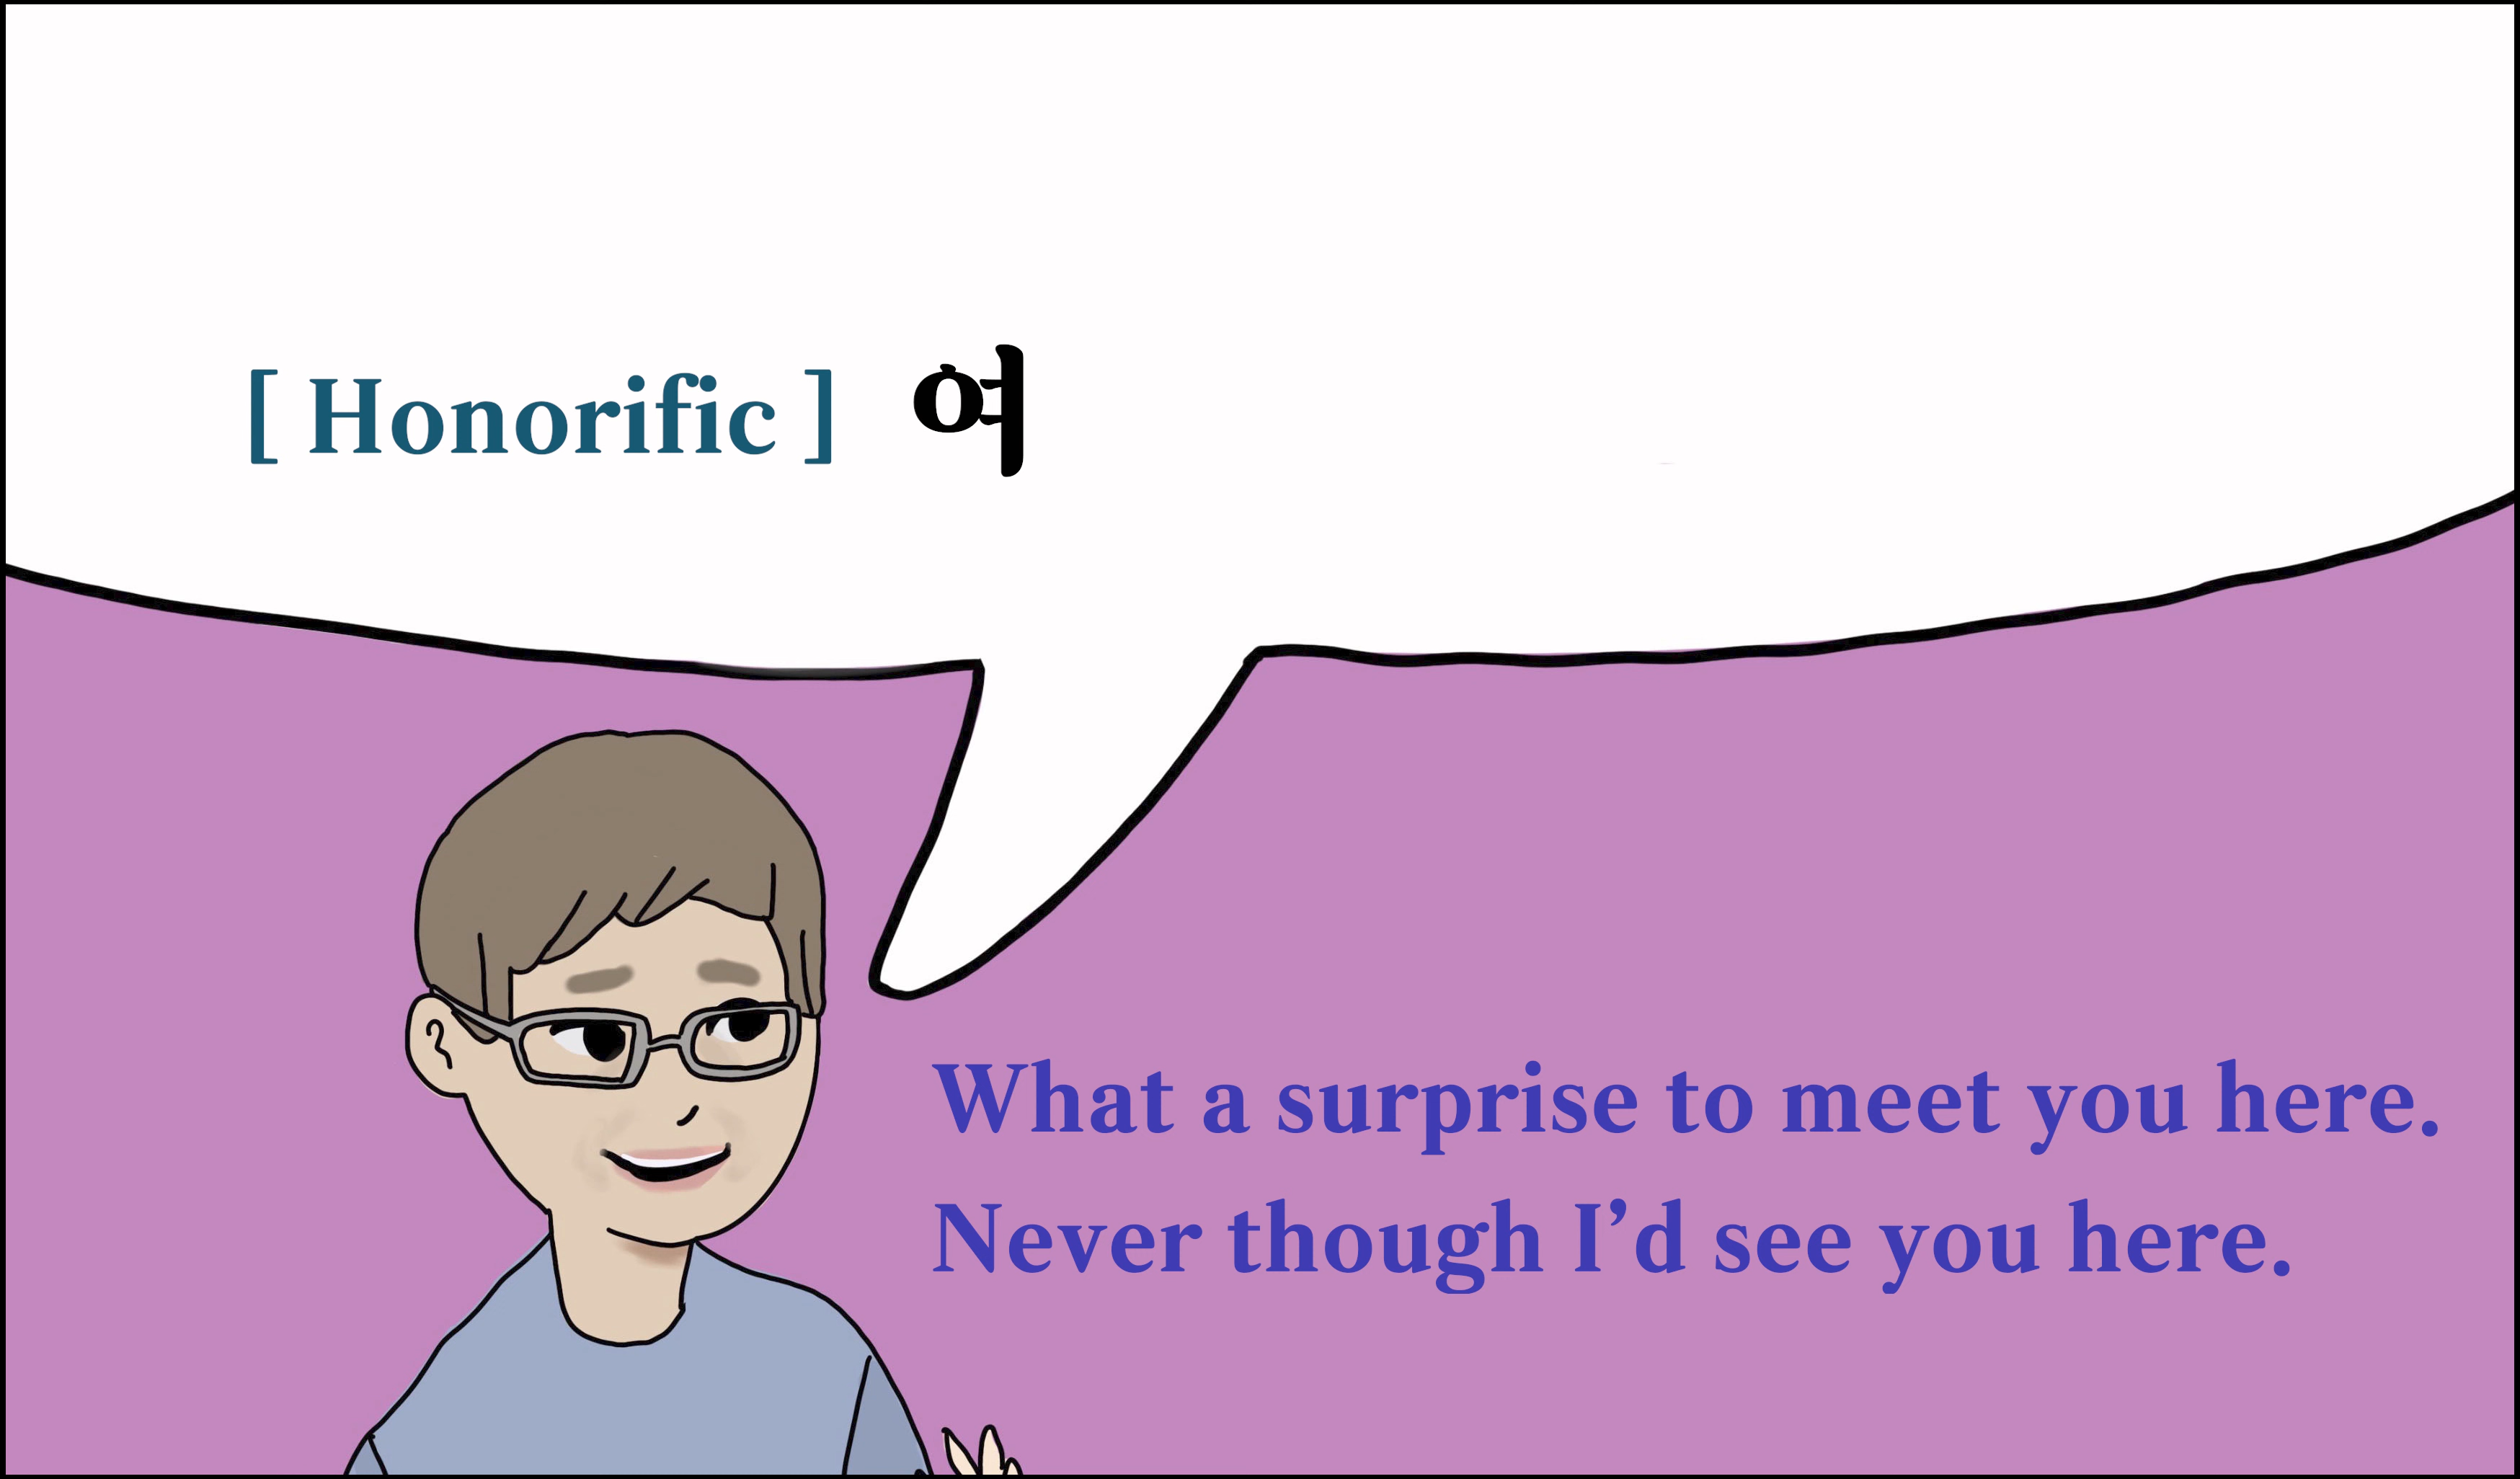 [ Honorific ] 여
What a surprise to meet you here.
Never though I’d see you here.